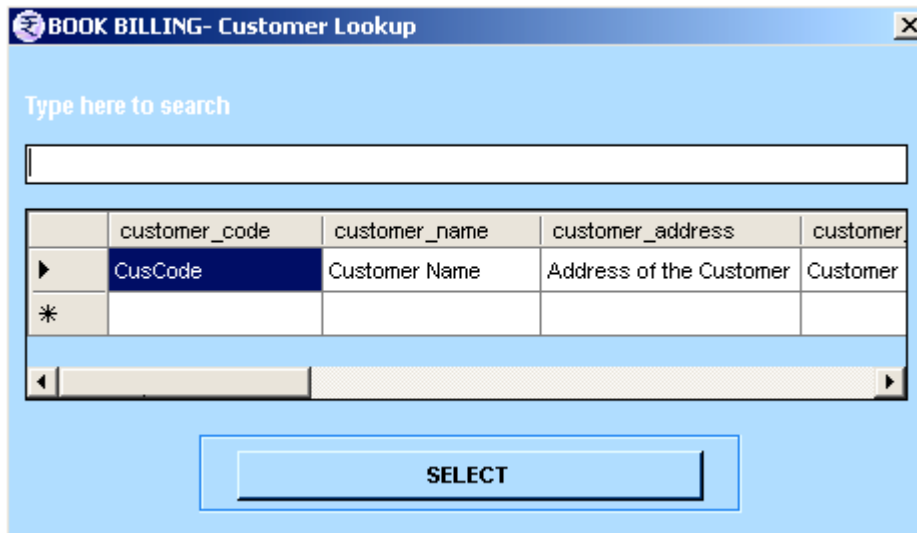 BOOK BILLING- Customer Lookup
Type here to search
customer_code customer_name customer_address customer_
CusCode Customer Name Address of the Customer Customer
SELECT